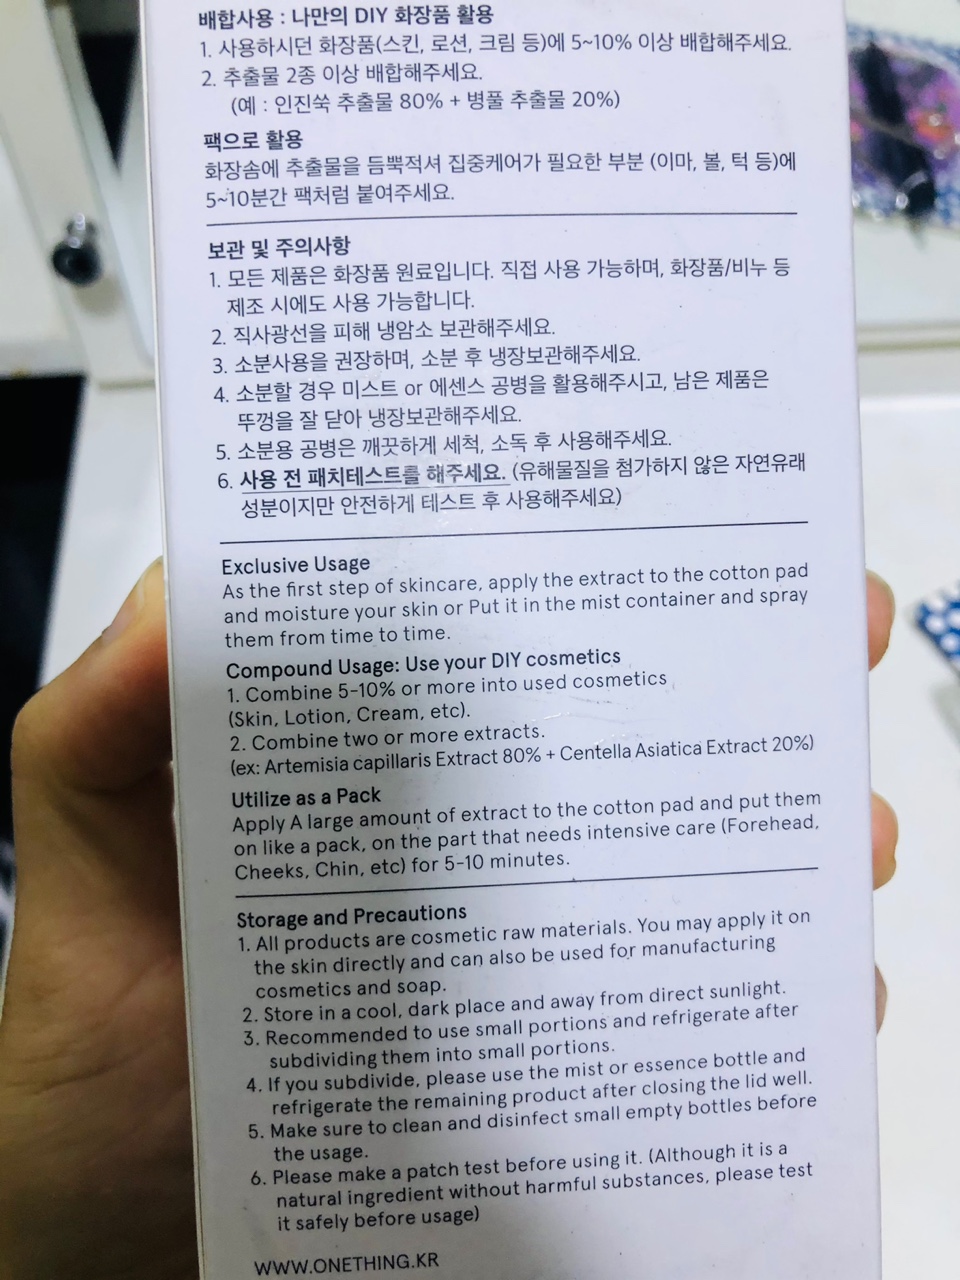 배합사용 : 나만의 DIY 화장품 활용
1. 사용하시던 화장품(스킨, 로션, 크림 등)에 5~10% 이상 배합해주세요.
2. 추출물 2종 이상 배합해주세요.
(예 : 인진쑥 추출물 80% + 병풀 추출물 20%)
팩으로 활용
화장솜에 추출물을 듬뿍적셔 집중케어가 필요한 부분 (이마, 볼, 턱 등)에
5~10분간 팩처럼 붙여주세요.
보관 및 주의사항
1. 모든 제품은 화장품 원료입니다. 직접 사용 가능하며, 화장품/비누 등
제조 시에도 사용 가능합니다.
2. 직사광선을 피해 냉암소 보관해주세요.
3. 소분사용을 권장하며, 소분 후 냉장보관해주세요.
4. 소분할 경우 미스트 or 에센스 공병을 활용해주시고, 남은 제품은
뚜껑을 잘 닫아 냉장보관해주세요.
5. 소분용 공병은 깨끗하게 세척, 소독 후 사용해주세요.
6. 사용 전 패치테스트를 해주세요. (유해물질을 첨가하지 않은 자연유래
성분이지만 안전하게 테스트 후 사용해주세요)
Exclusive Usage
As the first step of skincare, apply the extract to the cotton pad
and moisture your skin or Put it in the mist container and spray
them from time to time.
Compound Usage: Use your DIY cosmetics
1. Combine 5-10% or more into used cosmetics
(Skin, Lotion, Cream, etc).
2. Combine two or more extracts.
(ex: Artemisia capillaris Extract 80% + Centella Asiatica Extract 20%)
Utilize as a Pack
Apply A large amount of extract to the cotton pad and put them
on like a pack, on the part that needs intensive care (Forehead,
Cheeks, Chin, etc) for 5-10 minutes.
Storage and Precautions
1. All products are cosmetic raw materials. You may apply it on
the skin directly and can also be used for manufacturing
cosmetics and soap.
2. Store in a cool, dark place and away from direct sunlight.
3. Recommended to use small portions and refrigerate after
subdividing them into small portions.
4. If you subdivide, please use the mist or essence bottle and
refrigerate the remaining product after closing the lid well.
5. Make sure to clean and disinfect small empty bottles before
the usage.
6. Please make a patch test before using it. (Although it is a
natural ingredient without harmful substances, please test
it safely before usage)
WWW.ONETHING.KR